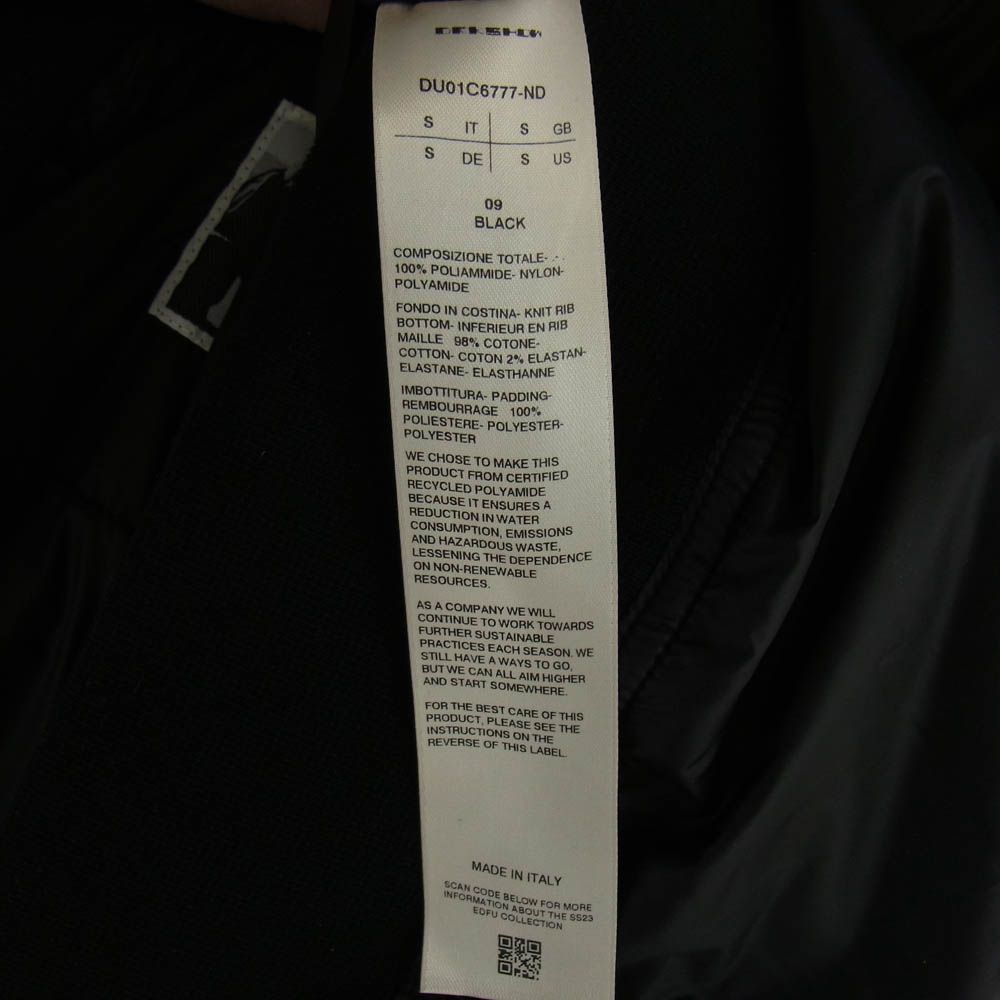 DRKSHDW
DU01C6777-ND
S IT S GB
S DE S US
09
BLACK
COMPOSIZIONE TOTALE- - -
100% POLIAMMIDE- NYLON-
POLYAMIDE
FONDO IN COSTINA- KNIT RIB
BOTTOM- INFERIEUR EN RIB
MAILLE 98% COTONE-
COTTON- COTON 2% ELASTAN-
ELASTANE- ELASTHANNE
IMBOTTITURA- PADDING-
REMBOURRAGE 100%
POLIESTERE- POLYESTER-
POLYESTER
WE CHOSE TO MAKE THIS
PRODUCT FROM CERTIFIED
RECYCLED POLYAMIDE
BECAUSE IT ENSURES A
REDUCTION IN WATER
CONSUMPTION, EMISSIONS
AND HAZARDOUS WASTE,
LESSENING THE DEPENDENCE
ON NON-RENEWABLE
RESOURCES.
AS A COMPANY WE WILL
CONTINUE TO WORK TOWARDS
FURTHER SUSTAINABLE
PRACTICES EACH SEASON. WE
STILL HAVE A WAYS TO GO,
BUT WE CAN ALL AIM HIGHER
AND START SOMEWHERE.
FOR THE BEST CARE OF THIS
PRODUCT, PLEASE SEE THE
INSTRUCTIONS ON THE
REVERSE OF THIS LABEL.
MADE IN ITALY
SCAN CODE BELOW FOR MORE
INFORMATION ABOUT THE SS23
EDFU COLLECTION